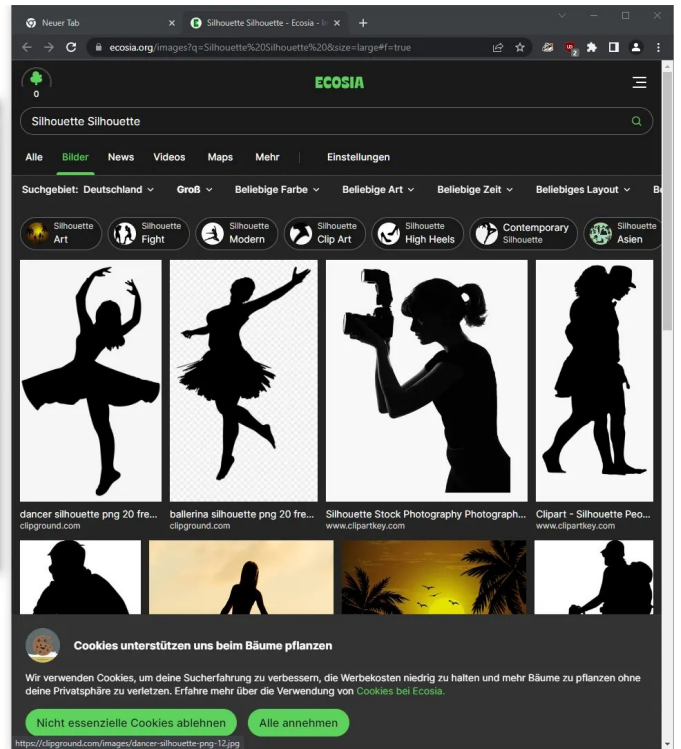 Neuer Tab
Silhouette Silhouette - Ecosia - I
ecosia.org/images?q=Silhouette%20Silhouette%20&size=large#f=true
2
0
ECOSIA
Silhouette Silhouette
Alle Bilder News Videos Maps Mehr Einstellungen
Suchgebiet: Deutschland Groß Beliebige Farbe Beliebige Art Beliebige Zeit Beliebiges Layout
Silhouette Art
Silhouette Fight
Silhouette Modern
Silhouette Clip Art
Silhouette High Heels
Contemporary Silhouette
Silhouette Asien
dancer silhouette png 20 fre...
clipground.com
ballerina silhouette png 20 fre...
clipground.com
Silhouette Stock Photography Photograph...
www.clipartkey.com
Clipart - Silhouette Peo...
www.clipartkey.com
Cookies unterstützen uns beim Bäume pflanzen
Wir verwenden Cookies, um deine Sucherfahrung zu verbessern, die Werbekosten niedrig zu halten und mehr Bäume zu pflanzen ohne
deine Privatsphäre zu verletzen. Erfahre mehr über die Verwendung von Cookies bei Ecosia.
Nicht essenzielle Cookies ablehnen
Alle annehmen
https://clipground.com/images/dancer-silhouette-png-12.jpg